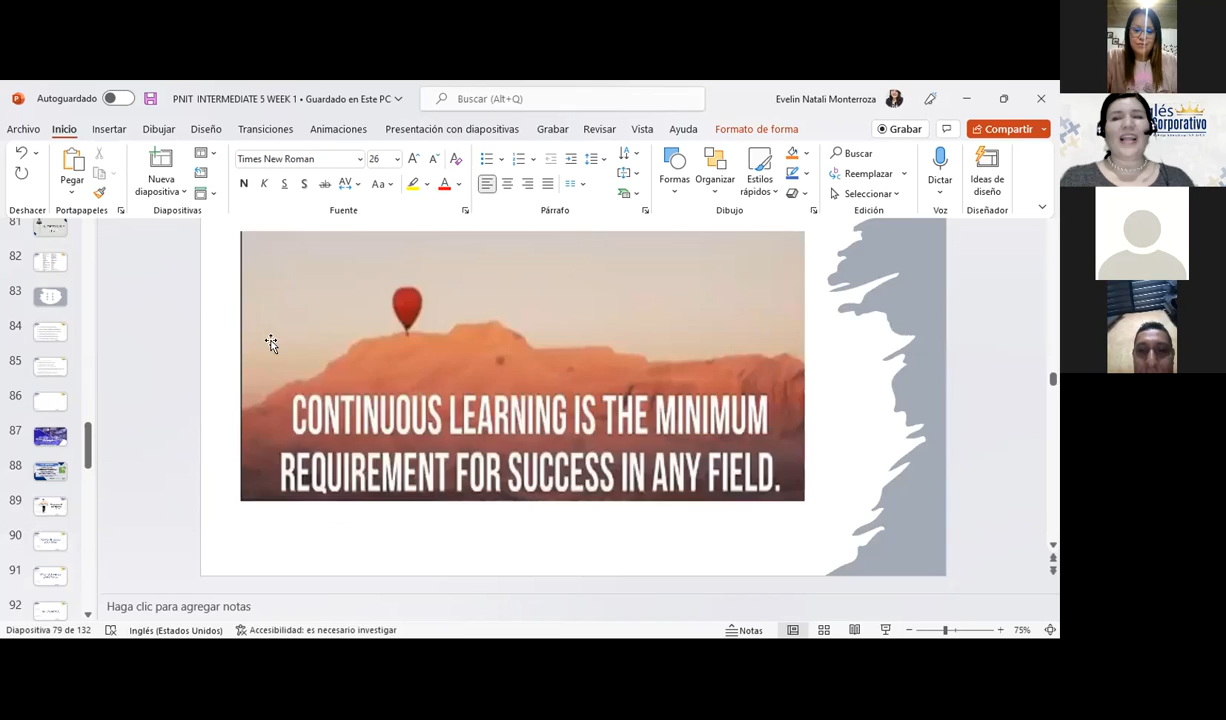 Autoguardado
PNIT INTERMEDIATE 5 WEEK 1 • Guardado en Este PC
Buscar (Alt+Q)
Evelin Natali Monterroza
Archivo Inicio Insertar Dibujar Diseño Transiciones Animaciones Presentación con diapositivas Grabar Revisar Vista Ayuda Formato de forma
Grabar
Compartir
Pegar
Nueva
diapositiva
Times New Roman
26
N K S S ab AV Aa A
Formas
Organizar
Estilos
rápidos
Buscar
Reemplazar
Seleccionar
Dictar
Ideas de
diseño
Deshacer
Portapapeles
Diapositivas
Fuente
Párrafo
Dibujo
Edición
Voz
Diseñador
81
82
83
84
85
86
87
88
89
90
91
92
CONTINUOUS LEARNING IS THE MINIMUM
REQUIREMENT FOR SUCCESS IN ANY FIELD.
Haga clic para agregar notas
Diapositiva 79 de 132
Inglés (Estados Unidos)
Accesibilidad: es necesario investigar
Notas
75%